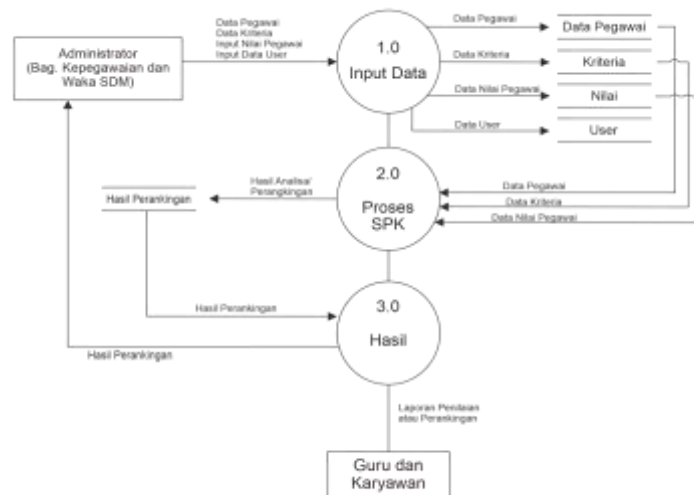 Data Pegawai
Data Kriteria
Input Nilai Pegawai
Input Data User
Administrator
(Bag. Kepegawaian dan
Waka SDM)
1.0
Input Data
Data Pegawai
Data Kriteria
Data Nilai Pegawai
Data User
Data Pegawai
Kriteria
Nilai
User
2.0
Proses
SPK
Hasil Analisa/
Perangkingan
Hasil Perankingan
Data Pegawai
Data Kriteria
Data Nilai Pegawai
3.0
Hasil
Hasil Perankingan
Hasil Perankingan
Laporan Penilaian
atau Perankingan
Guru dan
Karyawan